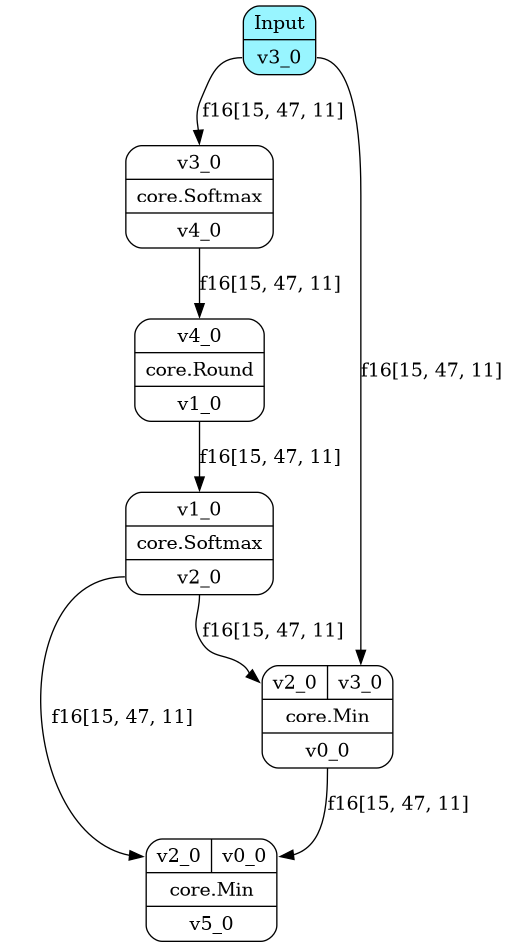 Input
v3_0
f16[15, 47, 11]
v3_0
core.Softmax
v4_0
f16[15, 47, 11]
v4_0
core.Round
v1_0
f16[15, 47, 11]
f16[15, 47, 11]
v1_0
core.Softmax
v2_0
f16[15, 47, 11]
v2_0 v3_0
core.Min
v0_0
f16[15, 47, 11]
f16[15, 47, 11]
v2_0 v0_0
core.Min
v5_0